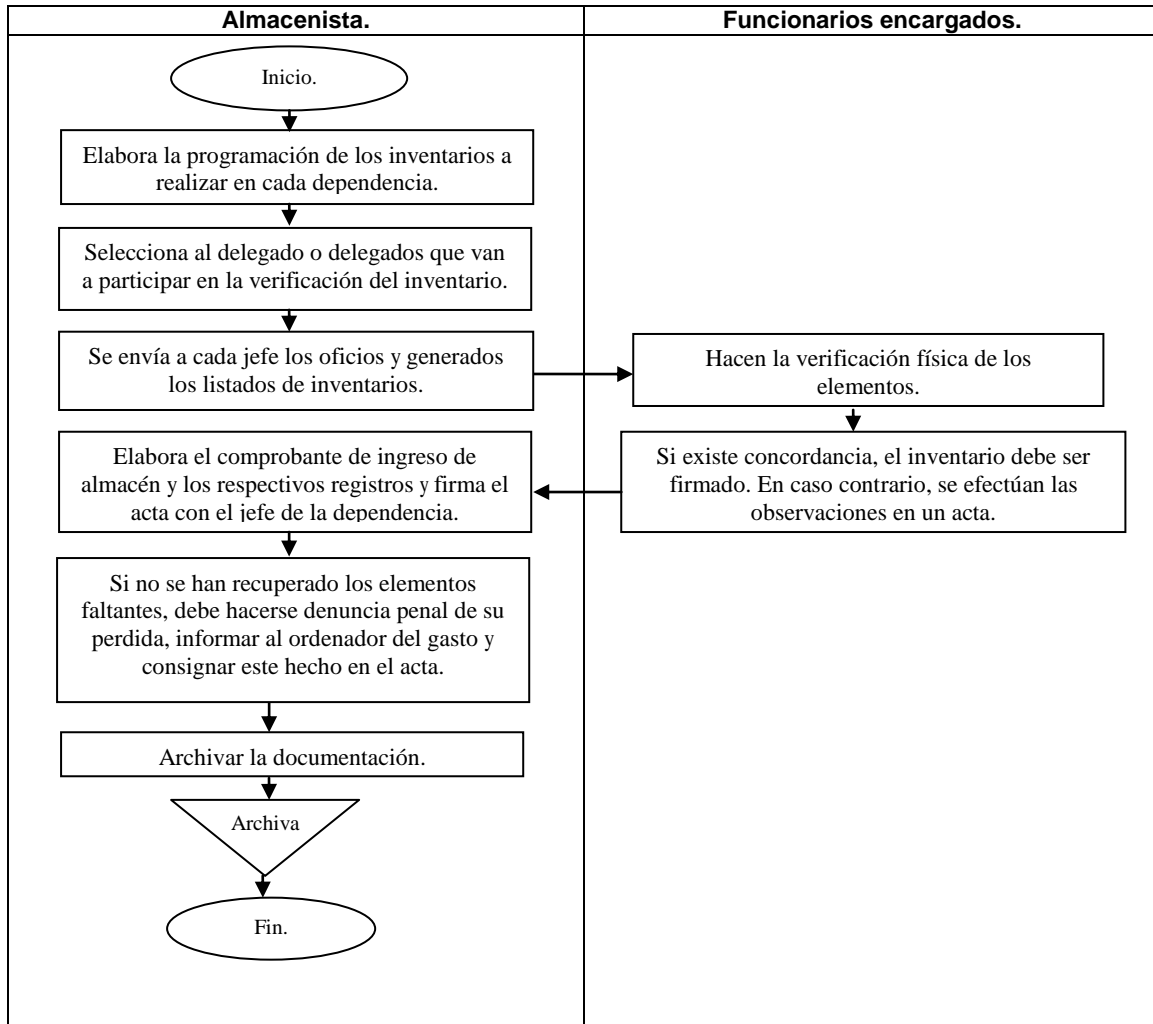 Almacenista.
Funcionarios encargados.
Inicio.
Elabora la programación de los inventarios a
realizar en cada dependencia.
Selecciona al delegado o delegados que van
a participar en la verificación del inventario.
Se envía a cada jefe los oficios y generados
los listados de inventarios.
Hacen la verificación física de los
elementos.
Si existe concordancia, el inventario debe ser
firmado. En caso contrario, se efectúan las
observaciones en un acta.
Elabora el comprobante de ingreso de
almacén y los respectivos registros y firma el
acta con el jefe de la dependencia.
Si no se han recuperado los elementos
faltantes, debe hacerse denuncia penal de su
perdida, informar al ordenador del gasto y
consignar este hecho en el acta.
Archivar la documentación.
Archiva
Fin.